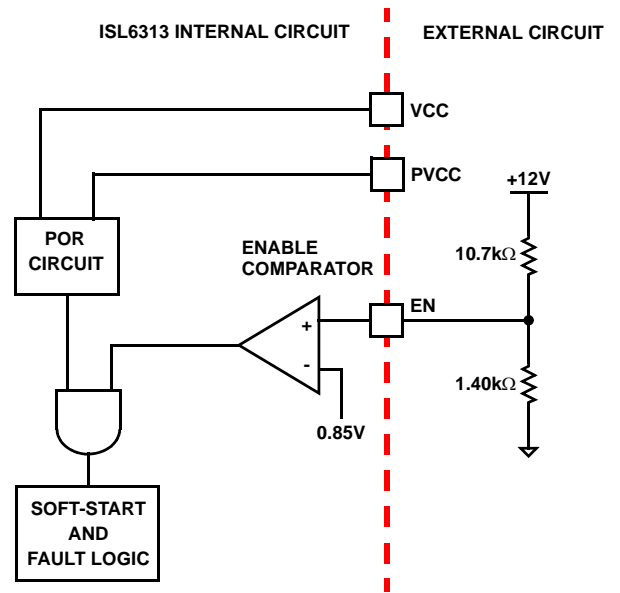 ISL6313 INTERNAL CIRCUIT
EXTERNAL CIRCUIT
VCC
PVCC
+12V
POR
CIRCUIT
ENABLE
COMPARATOR
10.7kΩ
EN
+
-
1.40kΩ
0.85V
SOFT-START
AND
FAULT LOGIC